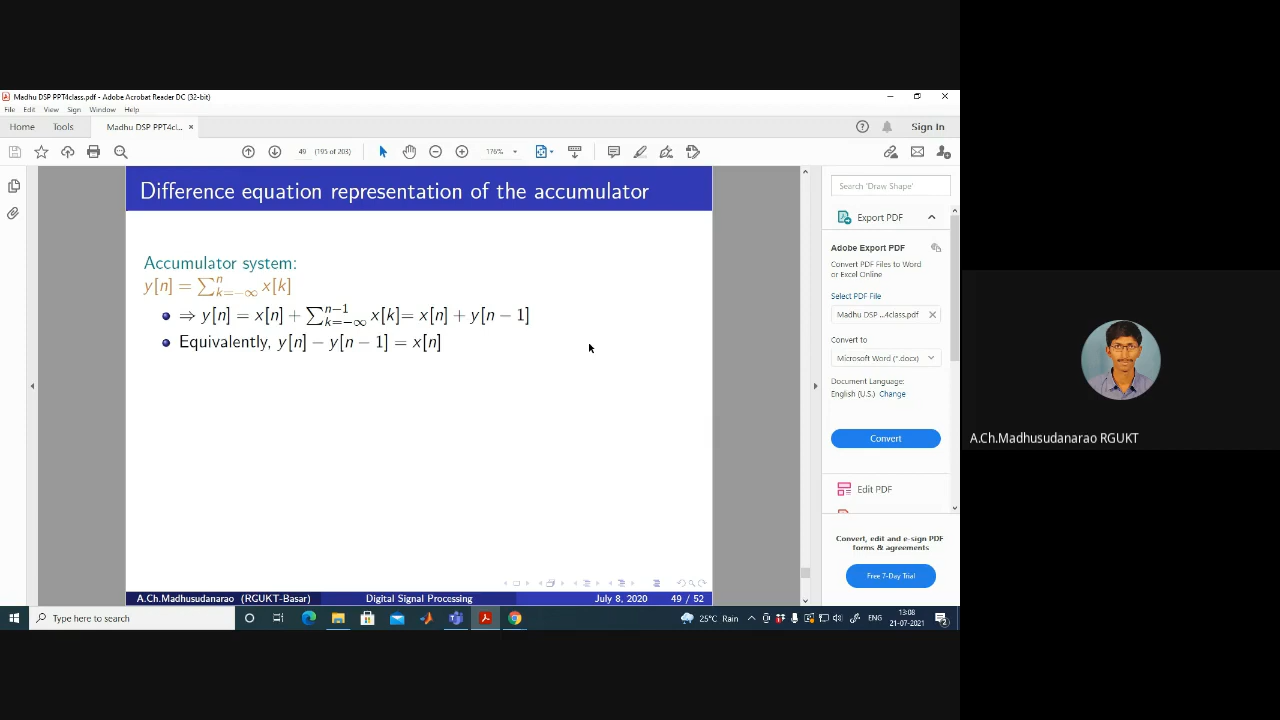 Madhu DSP PPT4class.pdf - Adobe Acrobat Reader DC (32-bit)
File Edit View Sign Window Help
Home Tools Madhu DSP PPT4cl... × Sign In
49 (195 of 203) 176%
Difference equation representation of the accumulator
Accumulator system:
y[n] = ∑_{k=−∞}^{n} x[k]
⇒ y[n] = x[n] + ∑_{k=−∞}^{n−1} x[k]= x[n] + y[n − 1]
Equivalently, y[n] − y[n − 1] = x[n]
A.Ch.Madhusudanarao (RGUKT-Basar) Digital Signal Processing July 8, 2020 49 / 52
Search 'Draw Shape'
Export PDF
Adobe Export PDF
Convert PDF Files to Word
or Excel Online
Select PDF File
Madhu DSP ...4class.pdf ×
Convert to
Microsoft Word (*.docx)
Document Language:
English (U.S.) Change
Convert
Edit PDF
Convert, edit and e-sign PDF
forms & agreements
Free 7-Day Trial
A.Ch.Madhusudanarao RGUKT
Type here to search
25°C Rain ENG 13:08
21-07-2021 2